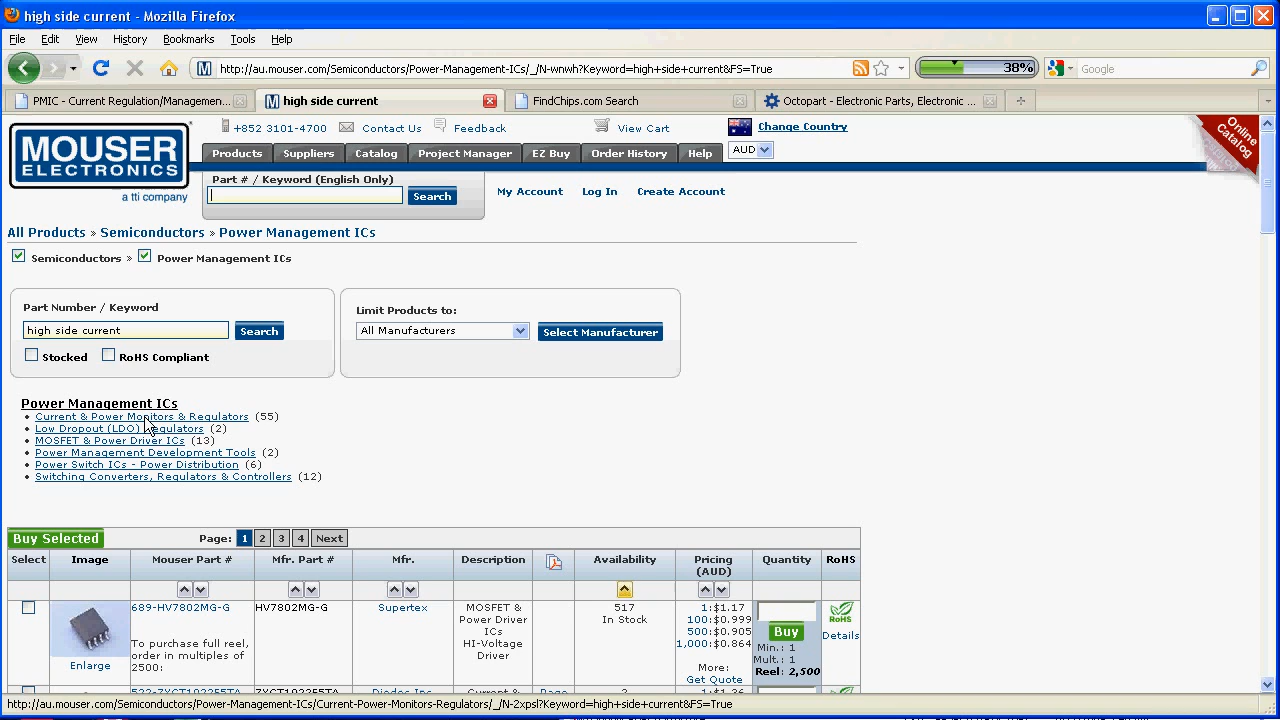 high side current - Mozilla Firefox
File Edit View History Bookmarks Tools Help
http://au.mouser.com/Semiconductors/Power-Management-ICs/_/N-wnwh?Keyword=high+side+current&FS=True
38%
Google
PMIC - Current Regulation/Managemen...
high side current
FindChips.com Search
Octopart - Electronic Parts, Electronic ...
MOUSER
ELECTRONICS
a tti company
+852 3101-4700 Contact Us Feedback View Cart Change Country
Products Suppliers Catalog Project Manager EZ Buy Order History Help AUD
Online
Catalog
Part # / Keyword (English Only)
Search
My Account Log In Create Account
All Products » Semiconductors » Power Management ICs
Semiconductors » Power Management ICs
Part Number / Keyword
high side current Search
Stocked RoHS Compliant
Limit Products to:
All Manufacturers Select Manufacturer
Power Management ICs
• Current & Power Monitors & Regulators (55)
• Low Dropout (LDO) Regulators (2)
• MOSFET & Power Driver ICs (13)
• Power Management Development Tools (2)
• Power Switch ICs - Power Distribution (6)
• Switching Converters, Regulators & Controllers (12)
Buy Selected Page: 1 2 3 4 Next
Select Image Mouser Part # Mfr. Part # Mfr. Description Availability Pricing (AUD) Quantity RoHS
Enlarge
689-HV7802MG-G
To purchase full reel,
order in multiples of
2500:
HV7802MG-G
Supertex
MOSFET &
Power Driver
ICs
HI-Voltage
Driver
517
In Stock
1:$1.17
100:$0.999
500:$0.905
1,000:$0.864
More:
Get Quote
Buy
Min.: 1
Mult.: 1
Reel: 2,500
RoHS
Details
522-ZXCT1022E5TA ZXCT1022E5TA Diodes Inc. Current & Page 2 1:$1.36
http://au.mouser.com/Semiconductors/Power-Management-ICs/Current-Power-Monitors-Regulators/_/N-2xpsl?Keyword=high+side+current&FS=True